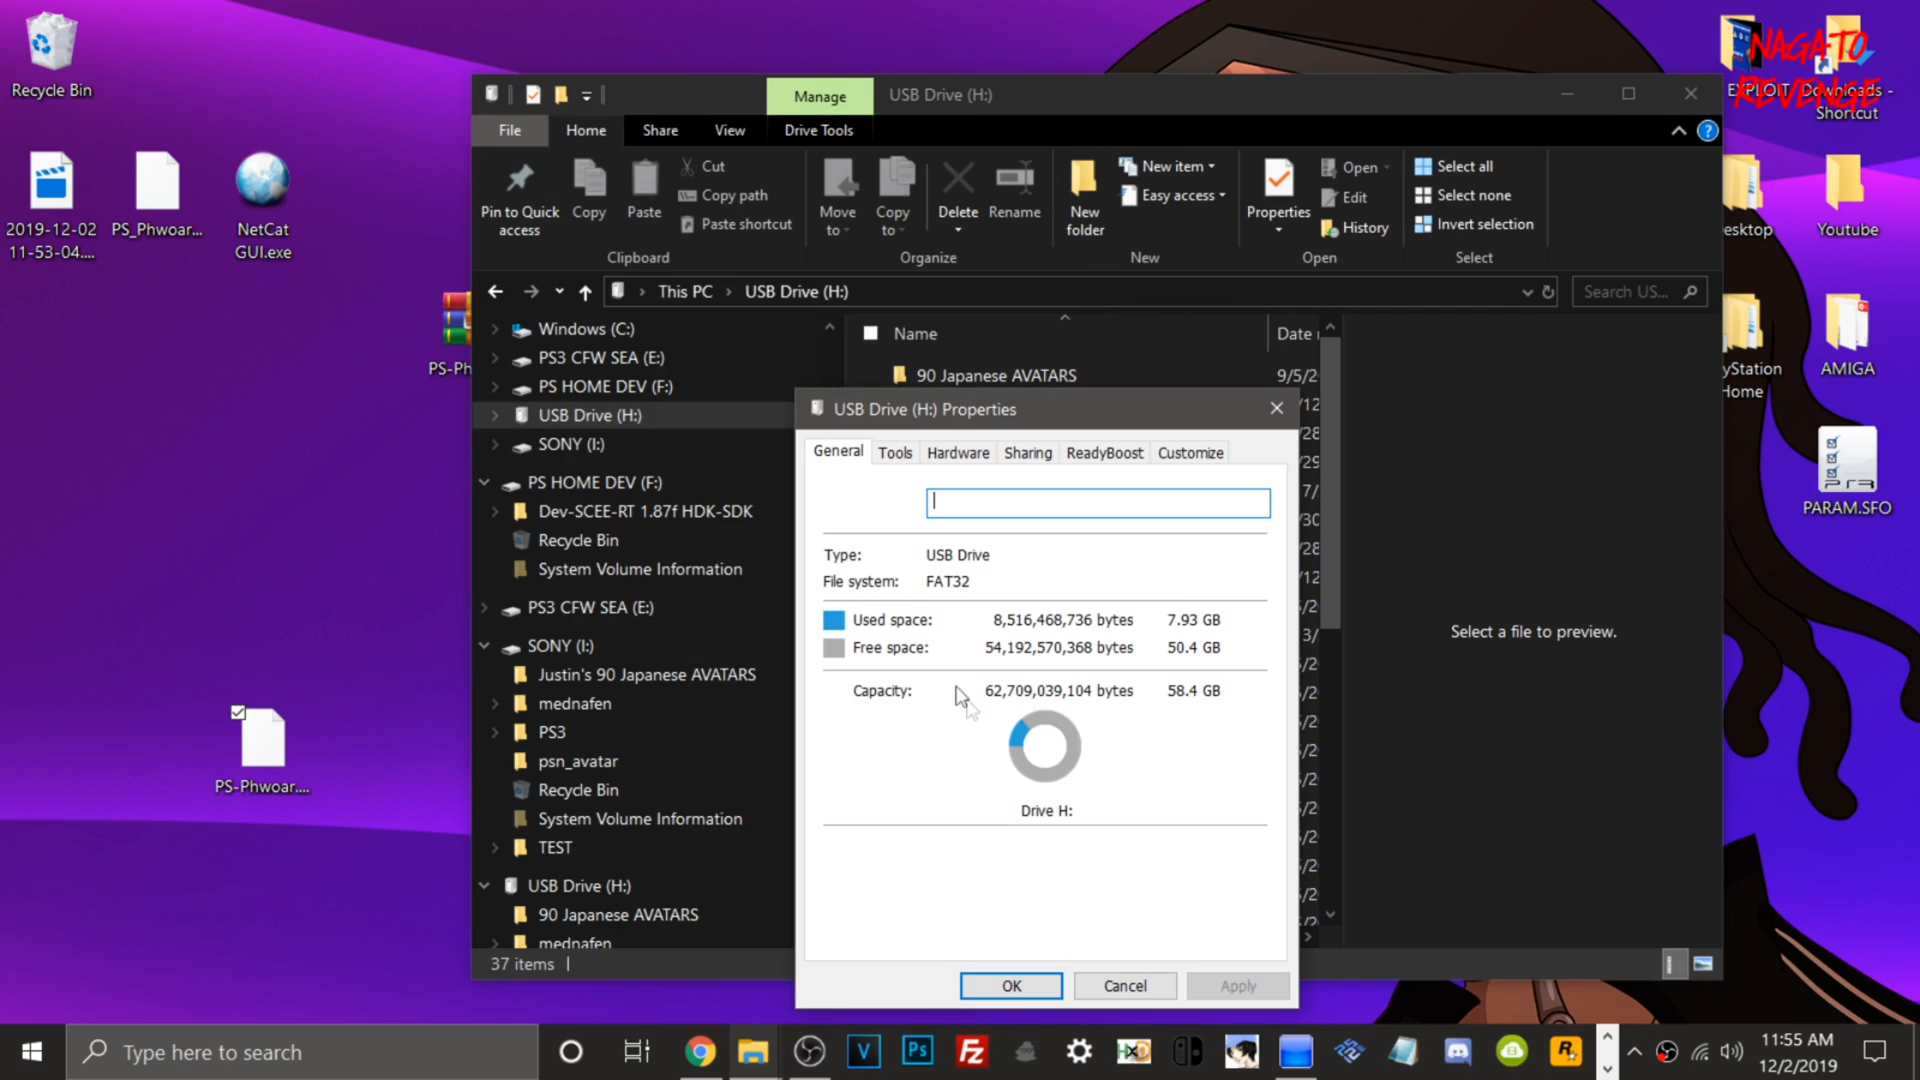 Recycle Bin
2019-12-02
11-53-04....
PS_Phwoar...
NetCat
GUI.exe
PS-Ph
PS-Phwoar....
Manage
USB Drive (H:)
File
Home
Share
View
Drive Tools
Pin to Quick
access
Copy
Paste
Cut
Copy path
Paste shortcut
Clipboard
Move
to
Copy
to
Delete
Rename
Organize
New
folder
New item
Easy access
New
Properties
Open
Edit
History
Open
Select all
Select none
Invert selection
Select
This PC
USB Drive (H:)
Search US...
Windows (C:)
PS3 CFW SEA (E:)
PS HOME DEV (F:)
USB Drive (H:)
SONY (I:)
PS HOME DEV (F:)
Dev-SCEE-RT 1.87f HDK-SDK
Recycle Bin
System Volume Information
PS3 CFW SEA (E:)
SONY (I:)
Justin's 90 Japanese AVATARS
mednafen
PS3
psn_avatar
Recycle Bin
System Volume Information
TEST
USB Drive (H:)
90 Japanese AVATARS
mednafen
37 items
Name
Date
90 Japanese AVATARS
9/5/2
Select a file to preview.
USB Drive (H:) Properties
General
Tools
Hardware
Sharing
ReadyBoost
Customize
Type: USB Drive
File system: FAT32
Used space: 8,516,468,736 bytes 7.93 GB
Free space: 54,192,570,368 bytes 50.4 GB
Capacity: 62,709,039,104 bytes 58.4 GB
Drive H:
OK
Cancel
Apply
NAGATO
REVENGE
EXPLOIT
Downloads -
Shortcut
esktop
Youtube
yStation
Home
AMIGA
PS3
PARAM.SFO
Type here to search
V
Ps
Fz
HxD
R
11:55 AM
12/2/2019